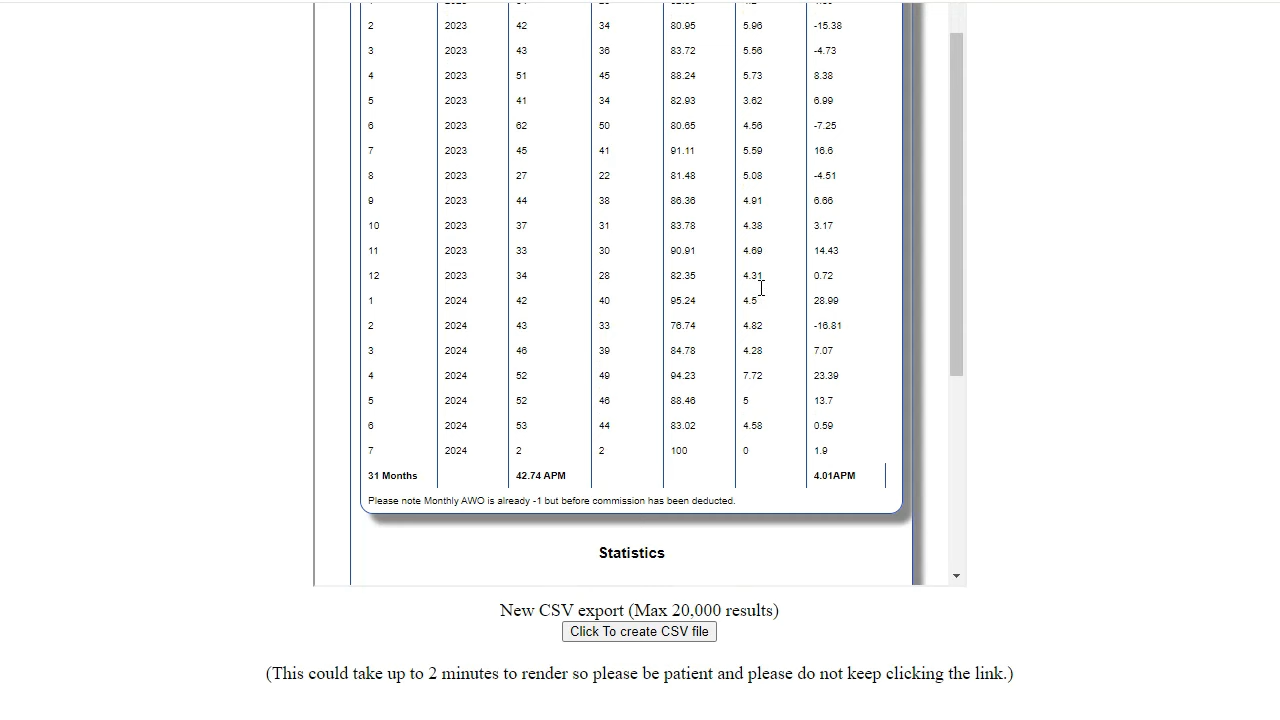 2 2023 42 34 80.95 5.96 -15.38
3 2023 43 36 83.72 5.56 -4.73
4 2023 51 45 88.24 5.73 8.38
5 2023 41 34 82.93 3.62 6.99
6 2023 62 50 80.65 4.56 -7.25
7 2023 45 41 91.11 5.59 16.6
8 2023 27 22 81.48 5.08 -4.51
9 2023 44 38 86.36 4.91 6.66
10 2023 37 31 83.78 4.38 3.17
11 2023 33 30 90.91 4.69 14.43
12 2023 34 28 82.35 4.31 0.72
1 2024 42 40 95.24 4.5 28.99
2 2024 43 33 76.74 4.82 -16.81
3 2024 46 39 84.78 4.28 7.07
4 2024 52 49 94.23 7.72 23.39
5 2024 52 46 88.46 5 13.7
6 2024 53 44 83.02 4.58 0.59
7 2024 2 2 100 0 1.9
31 Months 42.74 APM 4.01APM
Please note Monthly AWO is already -1 but before commission has been deducted.
Statistics
New CSV export (Max 20,000 results)
Click To create CSV file
(This could take up to 2 minutes to render so please be patient and please do not keep clicking the link.)